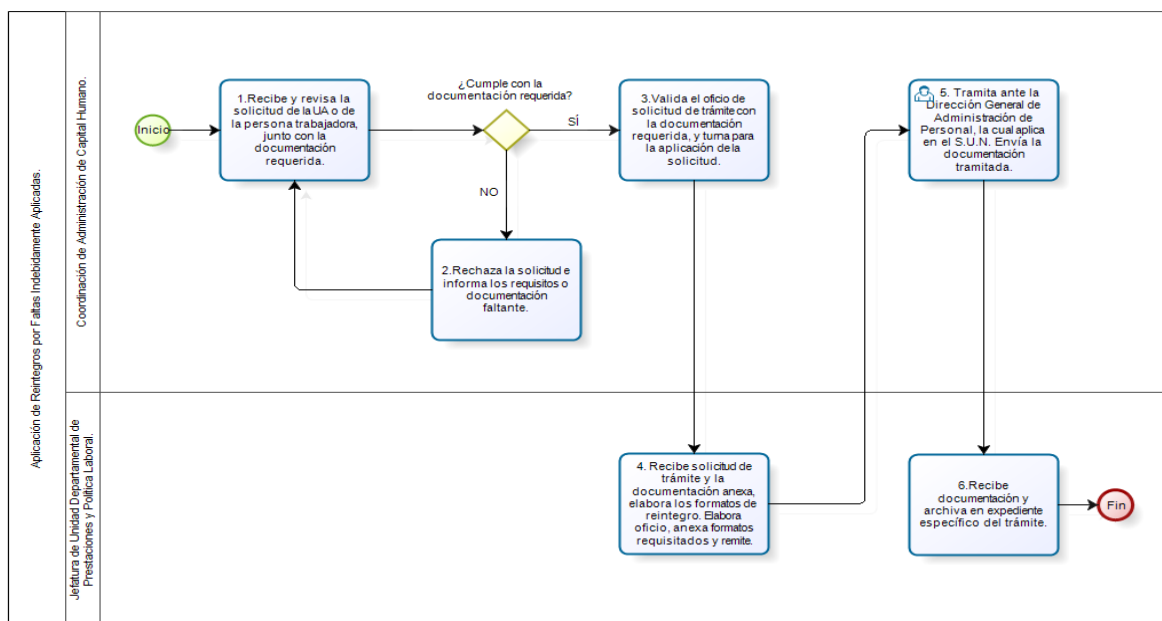 Aplicación de Reintegros por Faltas Indebidamente Aplicadas.
Coordinación de Administración de Capital Humano.
Inicio
1.Recibe y revisa la
solicitud de la UA o de
la persona trabajadora,
junto con la
documentación
requerida.
¿Cumple con la
documentación requerida?
SÍ
NO
2.Rechaza la solicitud e
informa los requisitos o
documentación
faltante.
3.Valida el oficio de
solicitud de trámite con
la documentación
requerida, y turna para
la aplicación de la
solicitud.
5. Tramita ante la
Dirección General de
Administración de
Personal, la cual aplica
en el S.U.N. Envía la
documentación
tramitada.
Jefatura de Unidad Departamental de
Prestaciones y Política Laboral.
4. Recibe solicitud de
trámite y la
documentación anexa,
elabora los formatos de
reintegro. Elabora
oficio, anexa formatos
requisitados y remite.
6.Recibe
documentación y
archiva en expediente
específico del trámite.
Fin